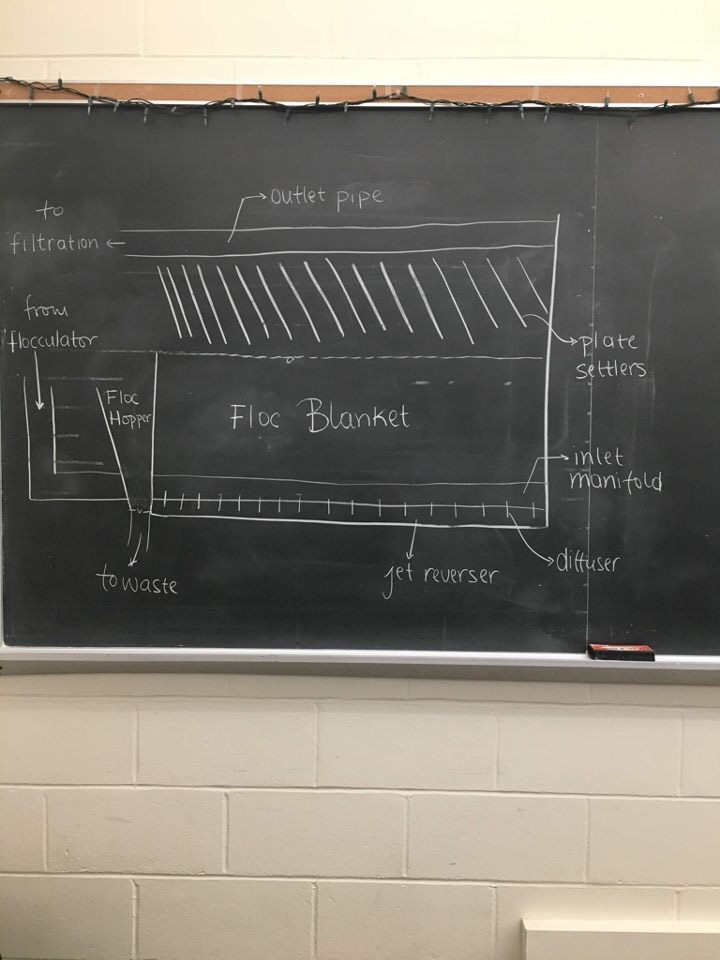 outlet pipe
to
filtration
from
flocculator
plate
settlers
Floc
Hopper
Floc Blanket
inlet
manifold
diffuser
jet reverser
to waste